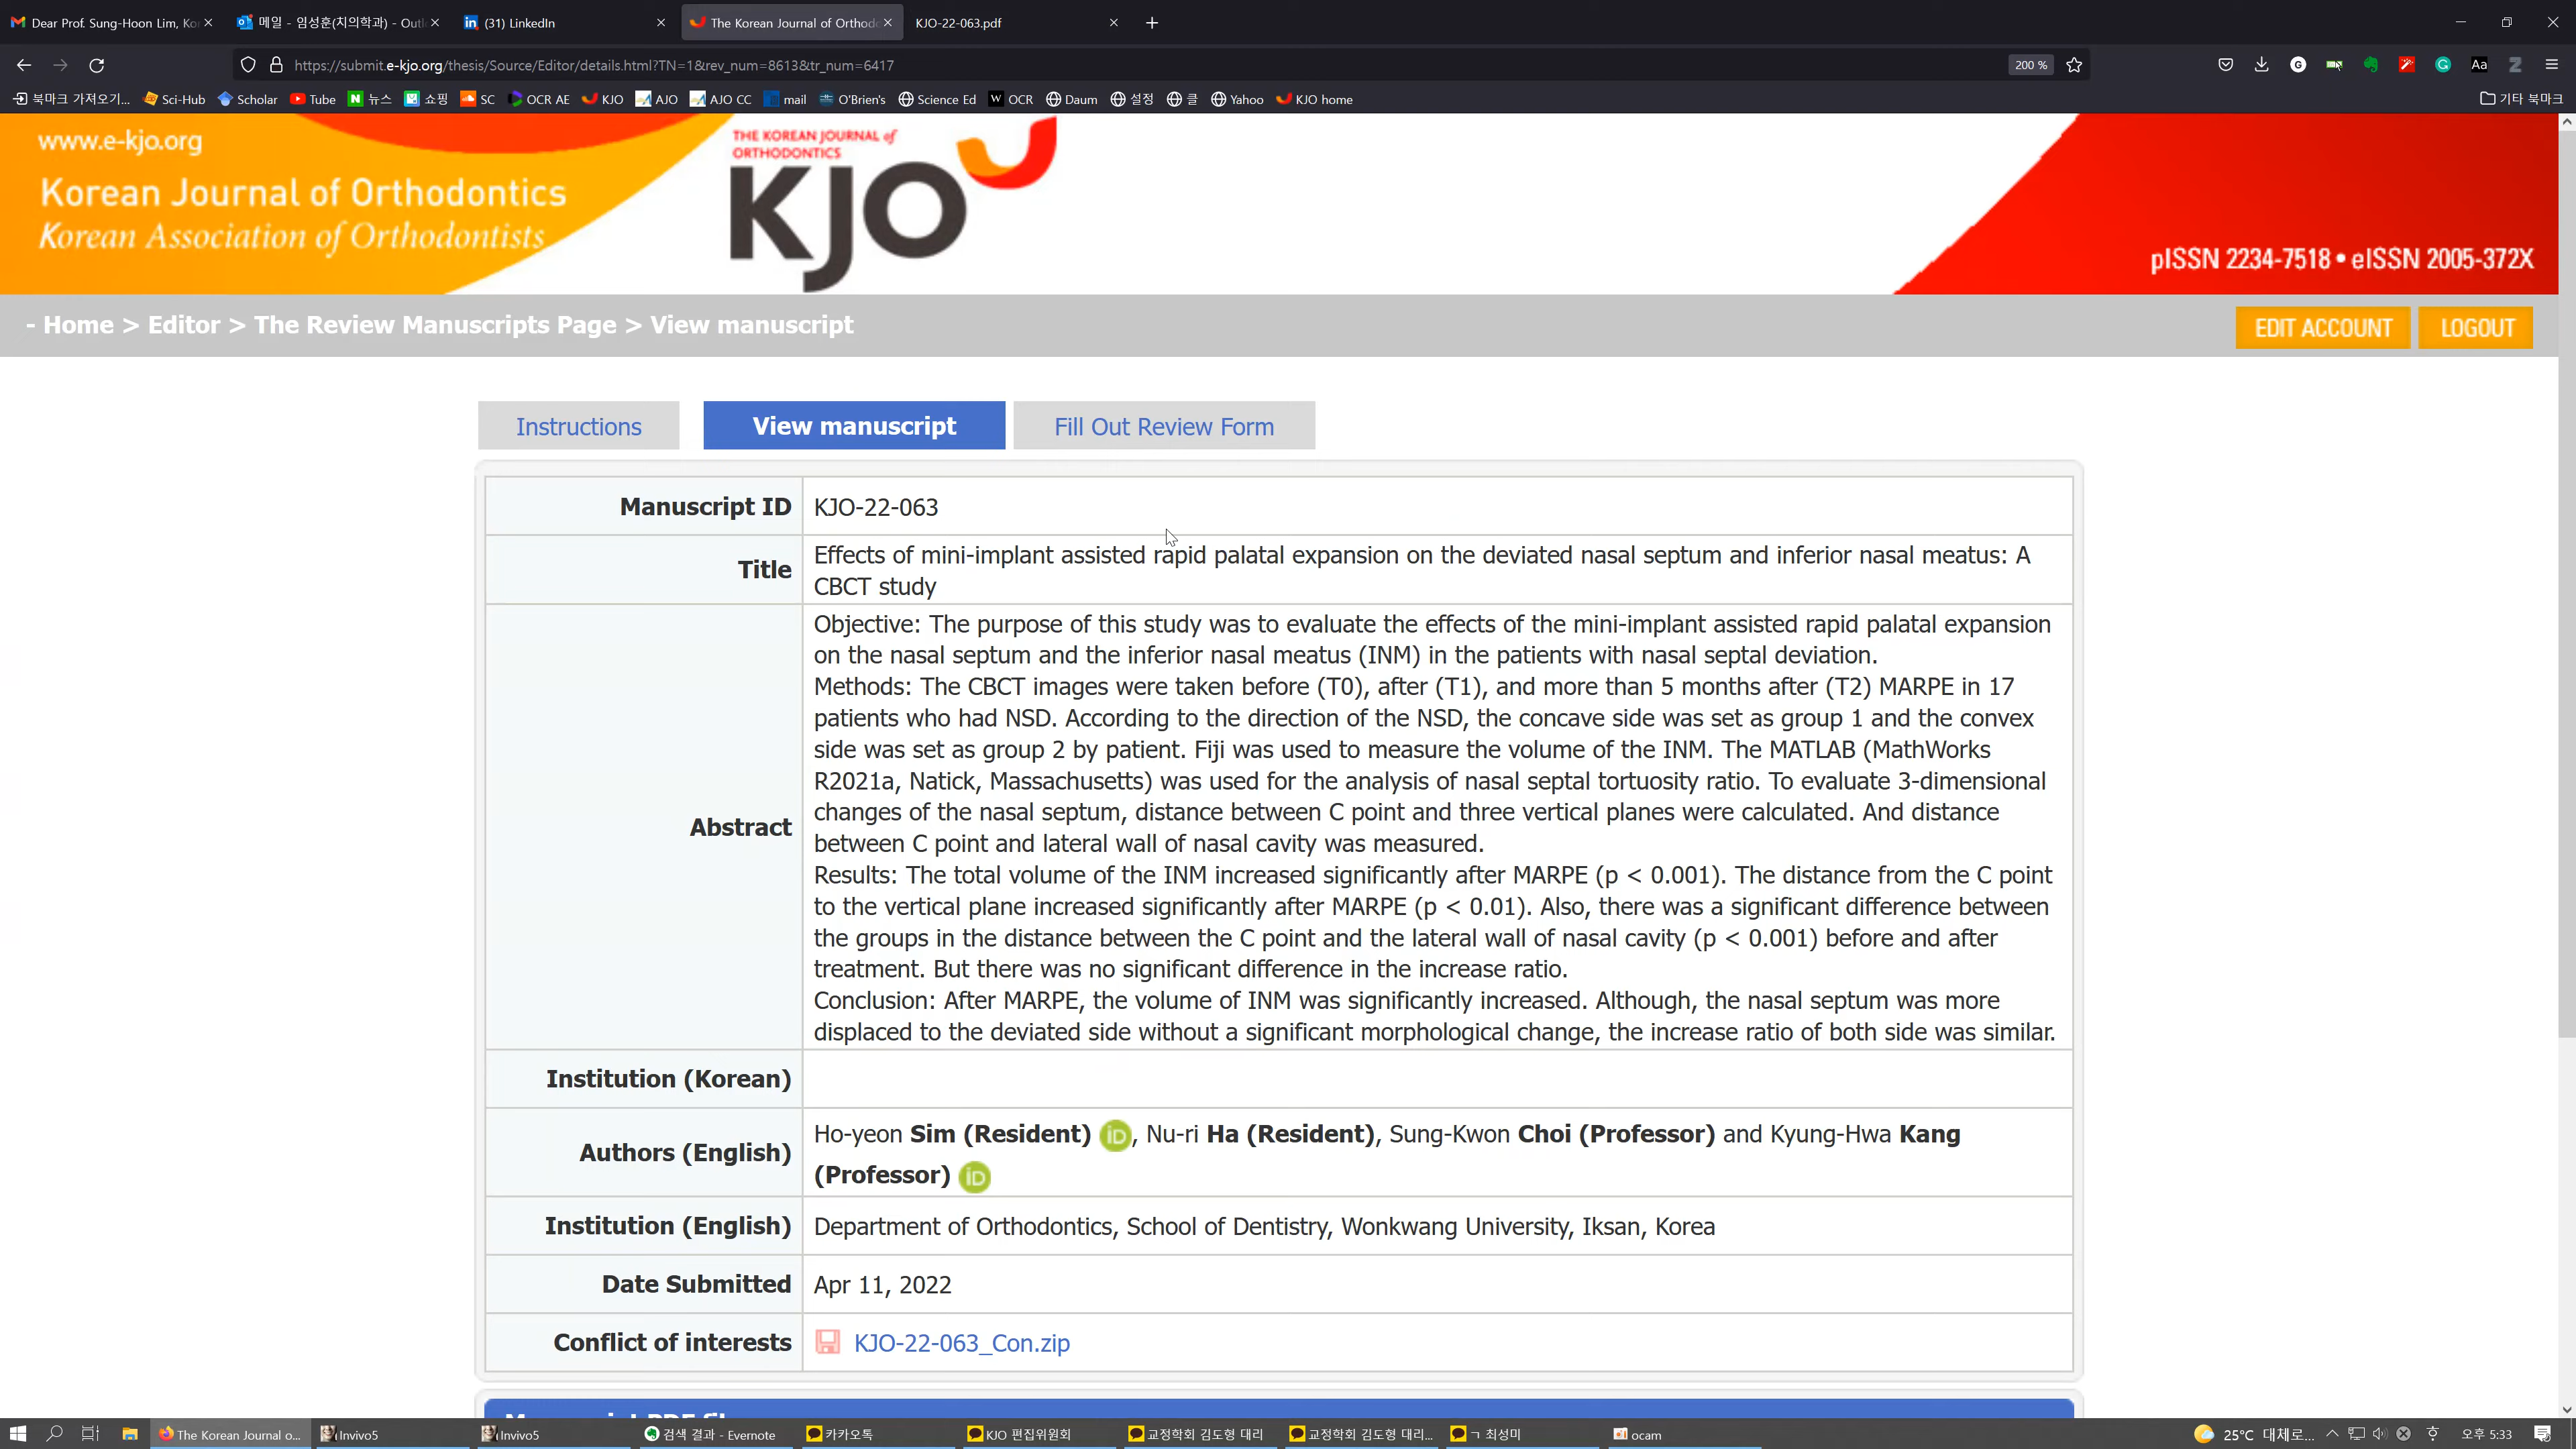 Dear Prof. Sung-Hoon Lim, Ko
메일 - 임성훈(치의학과) - Outl
(31) LinkedIn
The Korean Journal of Orthodo
KJO-22-063.pdf
https://submit.e-kjo.org/thesis/Source/Editor/details.html?TN=1&rev_num=8613&tr_num=6417
200 %
북마크 가져오기...
Sci-Hub
Scholar
Tube
뉴스
쇼핑
SC
OCR AE
KJO
AJO
AJO CC
mail
O'Brien's
Science Ed
OCR
Daum
설정
클
Yahoo
KJO home
기타 북마크
www.e-kjo.org
Korean Journal of Orthodontics
Korean Association of Orthodontists
THE KOREAN JOURNAL of
ORTHODONTICS
KJO
pISSN 2234-7518 • eISSN 2005-372X
- Home > Editor > The Review Manuscripts Page > View manuscript
EDIT ACCOUNT
LOGOUT
Instructions
View manuscript
Fill Out Review Form
Manuscript ID
KJO-22-063
Title
Effects of mini-implant assisted rapid palatal expansion on the deviated nasal septum and inferior nasal meatus: A
CBCT study
Abstract
Objective: The purpose of this study was to evaluate the effects of the mini-implant assisted rapid palatal expansion
on the nasal septum and the inferior nasal meatus (INM) in the patients with nasal septal deviation.
Methods: The CBCT images were taken before (T0), after (T1), and more than 5 months after (T2) MARPE in 17
patients who had NSD. According to the direction of the NSD, the concave side was set as group 1 and the convex
side was set as group 2 by patient. Fiji was used to measure the volume of the INM. The MATLAB (MathWorks
R2021a, Natick, Massachusetts) was used for the analysis of nasal septal tortuosity ratio. To evaluate 3-dimensional
changes of the nasal septum, distance between C point and three vertical planes were calculated. And distance
between C point and lateral wall of nasal cavity was measured.
Results: The total volume of the INM increased significantly after MARPE (p < 0.001). The distance from the C point
to the vertical plane increased significantly after MARPE (p < 0.01). Also, there was a significant difference between
the groups in the distance between the C point and the lateral wall of nasal cavity (p < 0.001) before and after
treatment. But there was no significant difference in the increase ratio.
Conclusion: After MARPE, the volume of INM was significantly increased. Although, the nasal septum was more
displaced to the deviated side without a significant morphological change, the increase ratio of both side was similar.
Institution (Korean)
Authors (English)
Ho-yeon Sim (Resident) iD, Nu-ri Ha (Resident), Sung-Kwon Choi (Professor) and Kyung-Hwa Kang
(Professor) iD
Institution (English)
Department of Orthodontics, School of Dentistry, Wonkwang University, Iksan, Korea
Date Submitted
Apr 11, 2022
Conflict of interests
KJO-22-063_Con.zip
The Korean Journal o...
Invivo5
Invivo5
검색 결과 - Evernote
카카오톡
KJO 편집위원회
교정학회 김도형 대리
교정학회 김도형 대리...
ㄱ 최성미
ocam
25°C 대체로...
오후 5:33